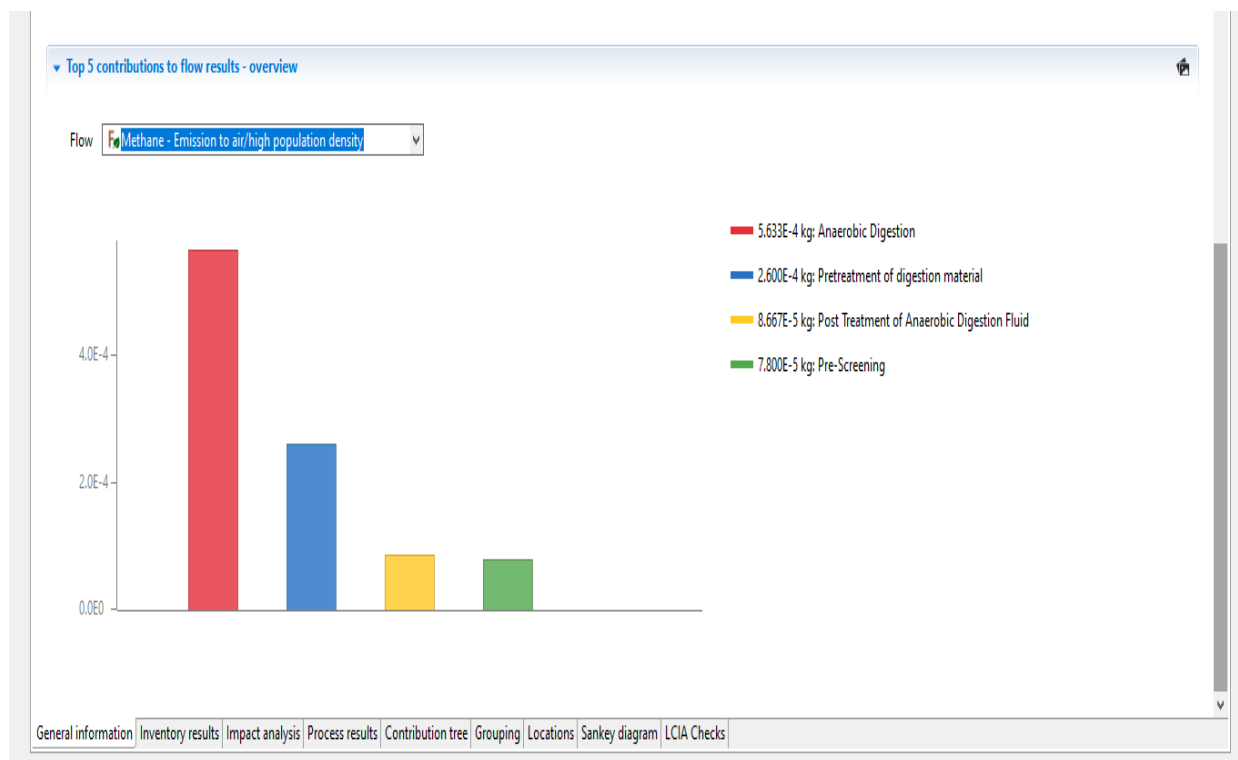 Top 5 contributions to flow results - overview
Flow Methane - Emission to air/high population density
5.633E-4 kg: Anaerobic Digestion
2.600E-4 kg: Pretreatment of digestion material
8.667E-5 kg: Post Treatment of Anaerobic Digestion Fluid
7.800E-5 kg: Pre-Screening
4.0E-4
2.0E-4
0.0E0
General information Inventory results Impact analysis Process results Contribution tree Grouping Locations Sankey diagram LCIA Checks